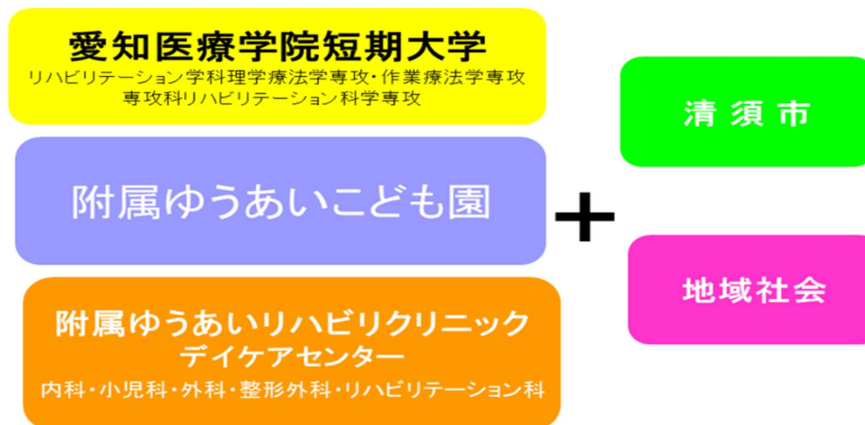 愛知医療学院短期大学
リハビリテーション学科理学療法学専攻・作業療法学専攻
専攻科リハビリテーション科学専攻
附属ゆうあいこども園
附属ゆうあいリハビリクリニック
デイケアセンター
内科・小児科・外科・整形外科・リハビリテーション科
+
清須市
地域社会